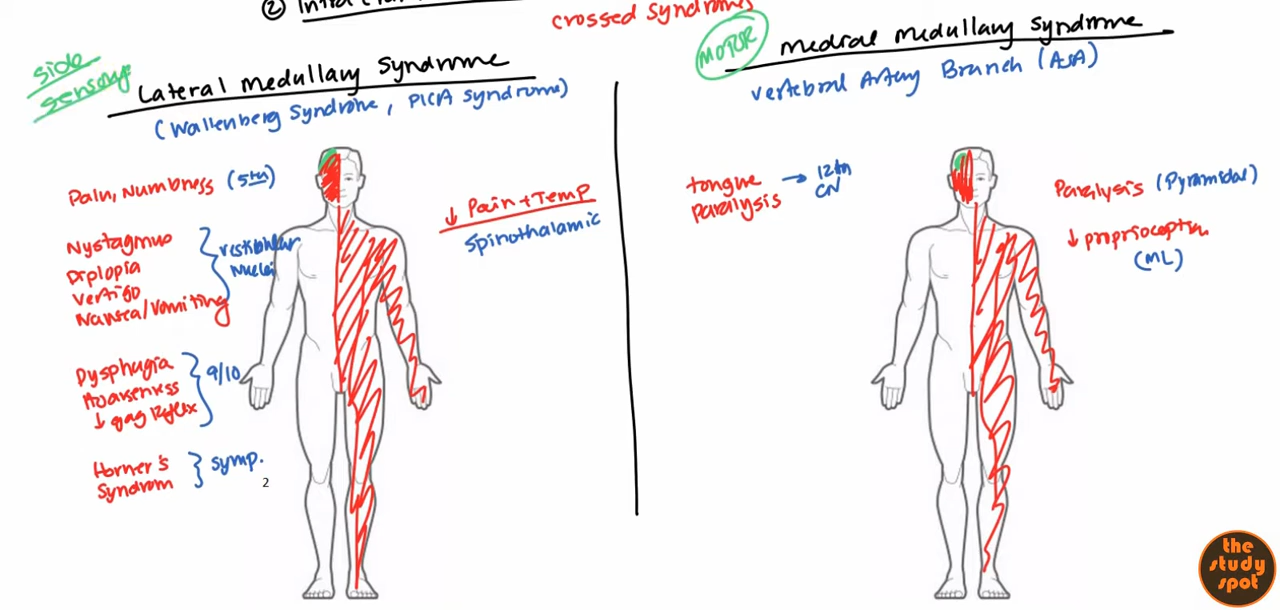 ②
crossed syndromes
side
sensory
Lateral Medullary Syndrome
(Wallenberg Syndrome, PICA Syndrome)
Pain, Numbness (5th)
Nystagmus
Diplopia
Vertigo
Nausea/Vomiting
vestibular
Nuclei
Dysphagia
Hoarseness
↓ gag Reflex
9/10
Horner's
Syndrom
symp.
2
↓ Pain + Temp
Spinothalamic
MOTOR
Medial Medullary Syndrome
vertebral Artery Branch (ASA)
tongue
Paralysis
→ 12th
CN
Paralysis (Pyramidal)
↓ proprioception
(ML)
the
study
spot